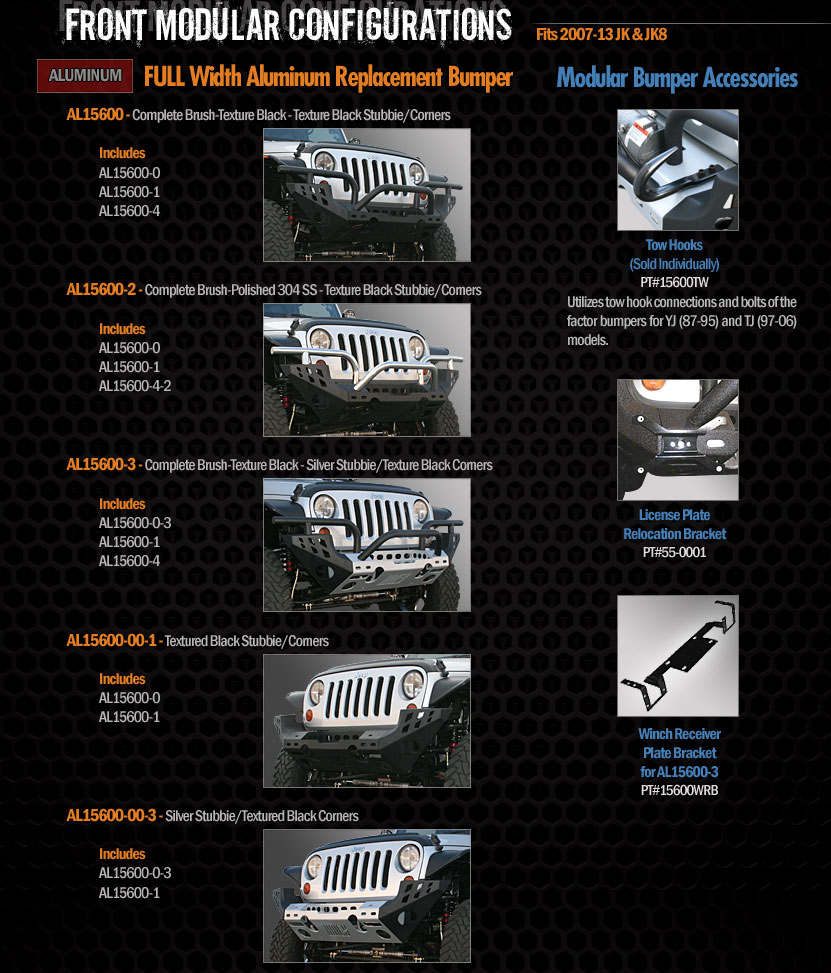 FRONT MODULAR CONFIGURATIONS
Fits 2007-13 JK & JK8
ALUMINUM
FULL Width Aluminum Replacement Bumper
AL15600 - Complete Brush-Texture Black - Texture Black Stubbie/Corners
Includes
AL15600-0
AL15600-1
AL15600-4
AL15600-2 - Complete Brush-Polished 304 SS - Texture Black Stubbie/Corners
Includes
AL15600-0
AL15600-1
AL15600-4-2
AL15600-3 - Complete Brush-Texture Black - Silver Stubbie/Texture Black Corners
Includes
AL15600-0-3
AL15600-1
AL15600-4
AL15600-00-1 - Textured Black Stubbie/Corners
Includes
AL15600-0
AL15600-1
AL15600-00-3 - Silver Stubbie/Textured Black Corners
Includes
AL15600-0-3
AL15600-1
Modular Bumper Accessories
Tow Hooks
(Sold Individually)
PT#15600TW
Utilizes tow hook connections and bolts of the
factor bumpers for YJ (87-95) and TJ (97-06)
models.
License Plate
Relocation Bracket
PT#55-0001
Winch Receiver
Plate Bracket
for AL15600-3
PT#15600WRB